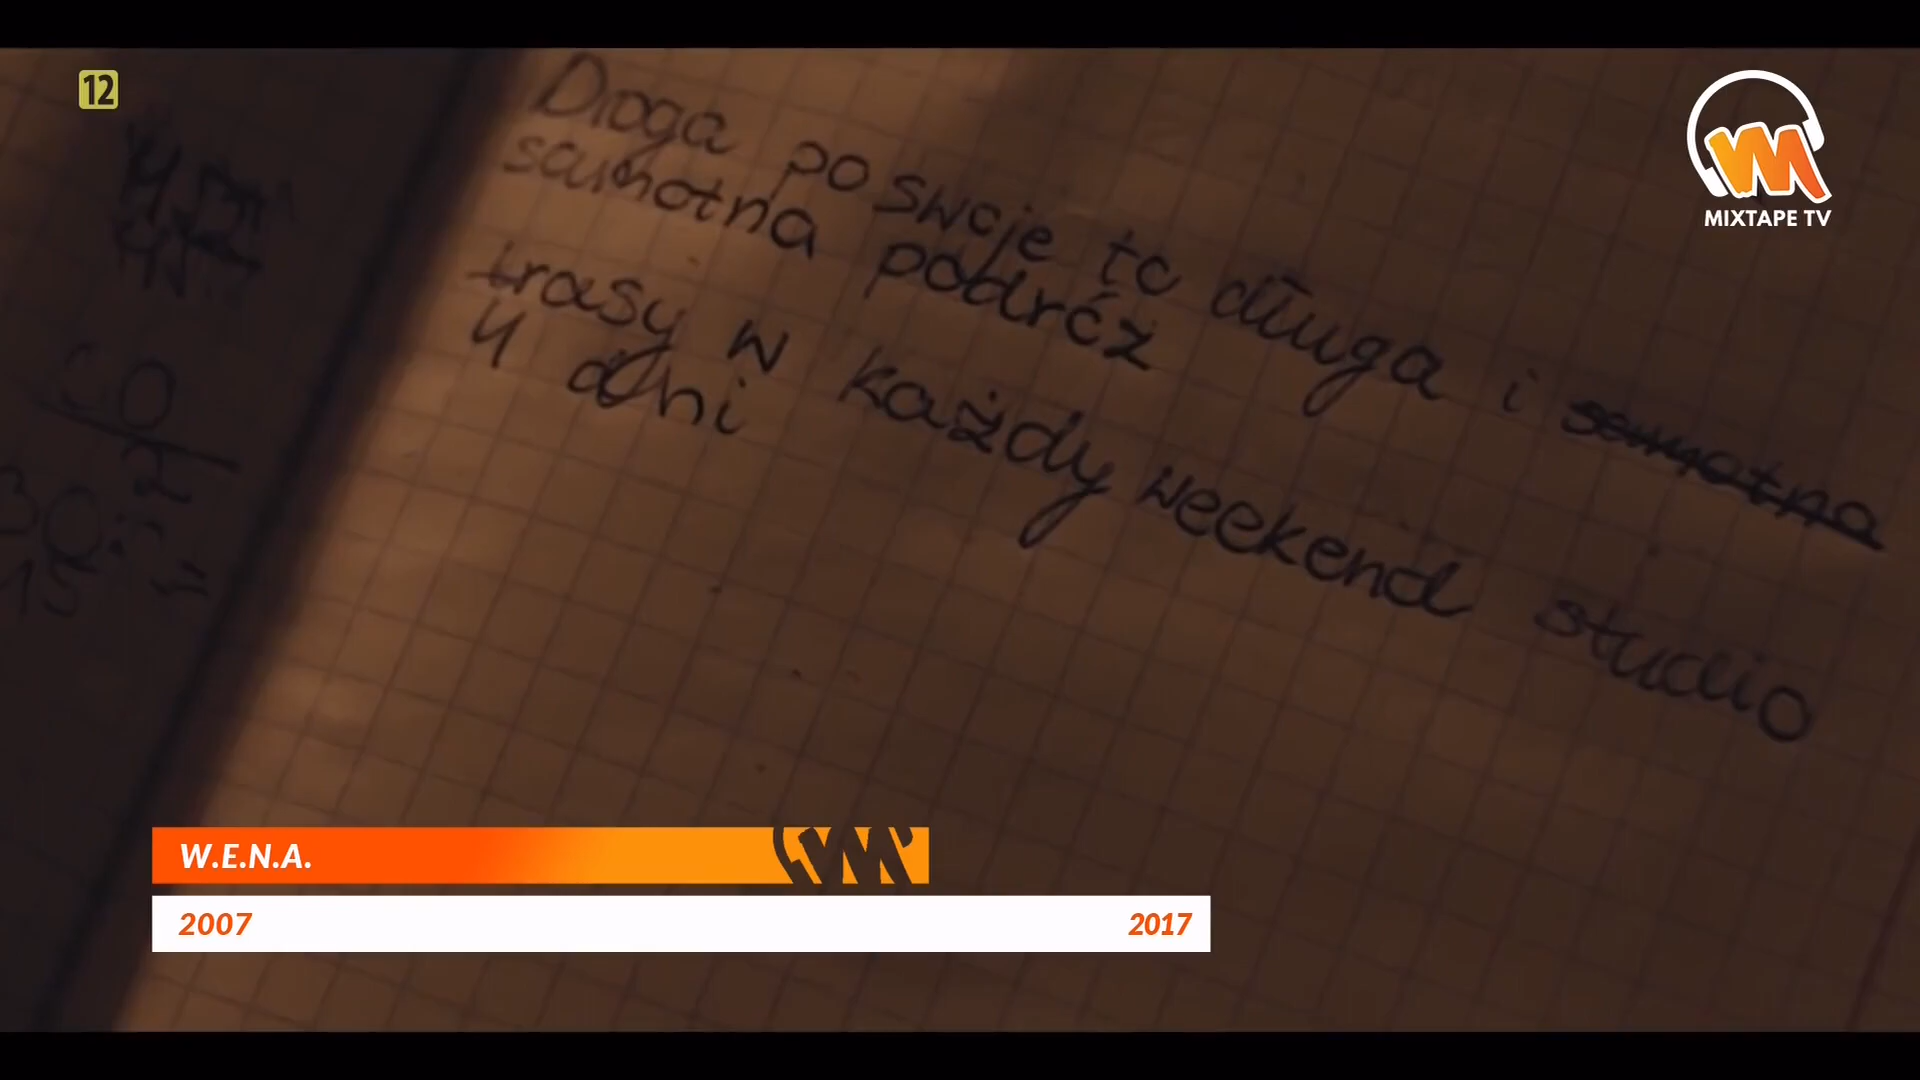 12
MIXTAPE TV
Droga po swoje to długa i samotna
samotna podróż
trasy w każdy weekend studio
4 dni
W.E.N.A.
2007
2017